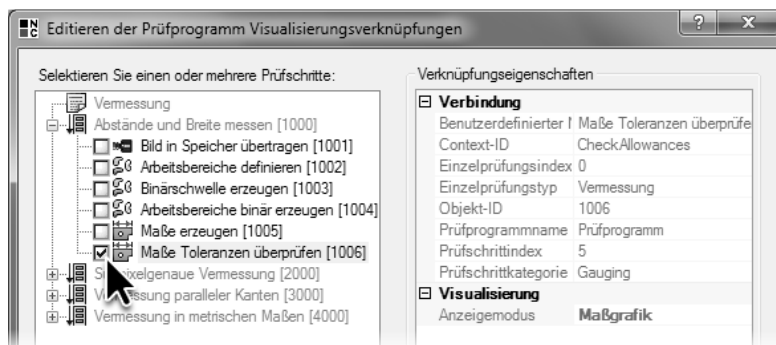 Editieren der Prüfprogramm Visualisierungsverknüpfungen
Selektieren Sie einen oder mehrere Prüfschritte:
Vermessung
Abstände und Breite messen [1000]
Bild in Speicher übertragen [1001]
Arbeitsbereiche definieren [1002]
Binärschwelle erzeugen [1003]
Arbeitsbereiche binär erzeugen [1004]
Maße erzeugen [1005]
Maße Toleranzen überprüfen [1006]
Vermessung [2000]
paralleler Kanten [3000]
Vermessung in metrischen Maßen [4000]
Verknüpfungseigenschaften
Verbindung
Benutzerdefinierter Maße Toleranzen überprüfe
Context-ID CheckAllowances
Einzelprüfungsindex 0
Einzelprüfungstyp Vermessung
Objekt-ID 1006
Prüfprogrammname Prüfprogramm
Prüfschrittindex 5
Prüfschrittkategorie Gauging
Visualisierung
Anzeigemodus Maßgrafik